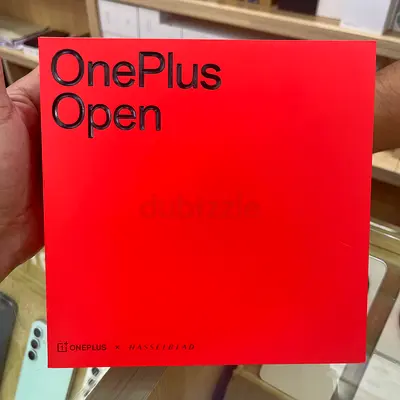 OnePlus
Open
dubizzle
ONEPLUS × HASSELBLAD